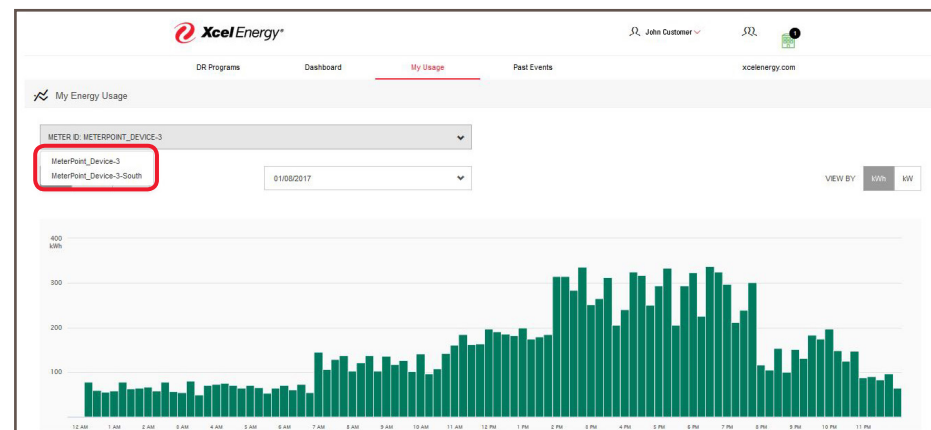 Xcel Energy®
John Customer
1
DR Programs
Dashboard
My Usage
Past Events
xcelenergy.com
My Energy Usage
METER ID: METERPOINT_DEVICE-3
MeterPoint_Device-3
MeterPoint_Device-3-South
01/08/2017
VIEW BY
kWh
kW
400
kWh
300
200
100
12 AM 1 AM 2 AM 3 AM 4 AM 5 AM 6 AM 7 AM 8 AM 9 AM 10 AM 11 AM 12 PM 1 PM 2 PM 3 PM 4 PM 5 PM 6 PM 7 PM 8 PM 9 PM 10 PM 11 PM